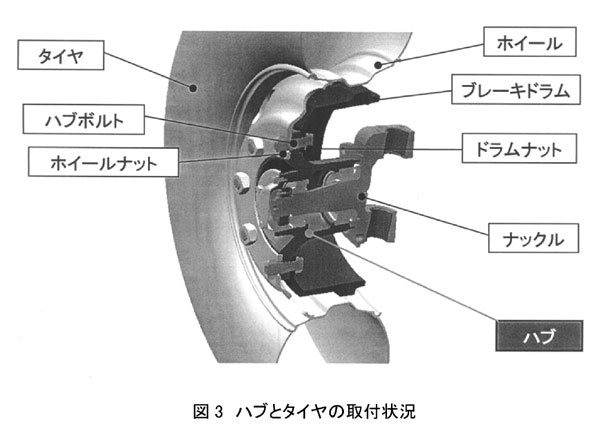 タイヤ
ホイール
ブレーキドラム
ハブボルト
ホイールナット
ドラムナット
ナックル
ハブ
図3 ハブとタイヤの取付状況